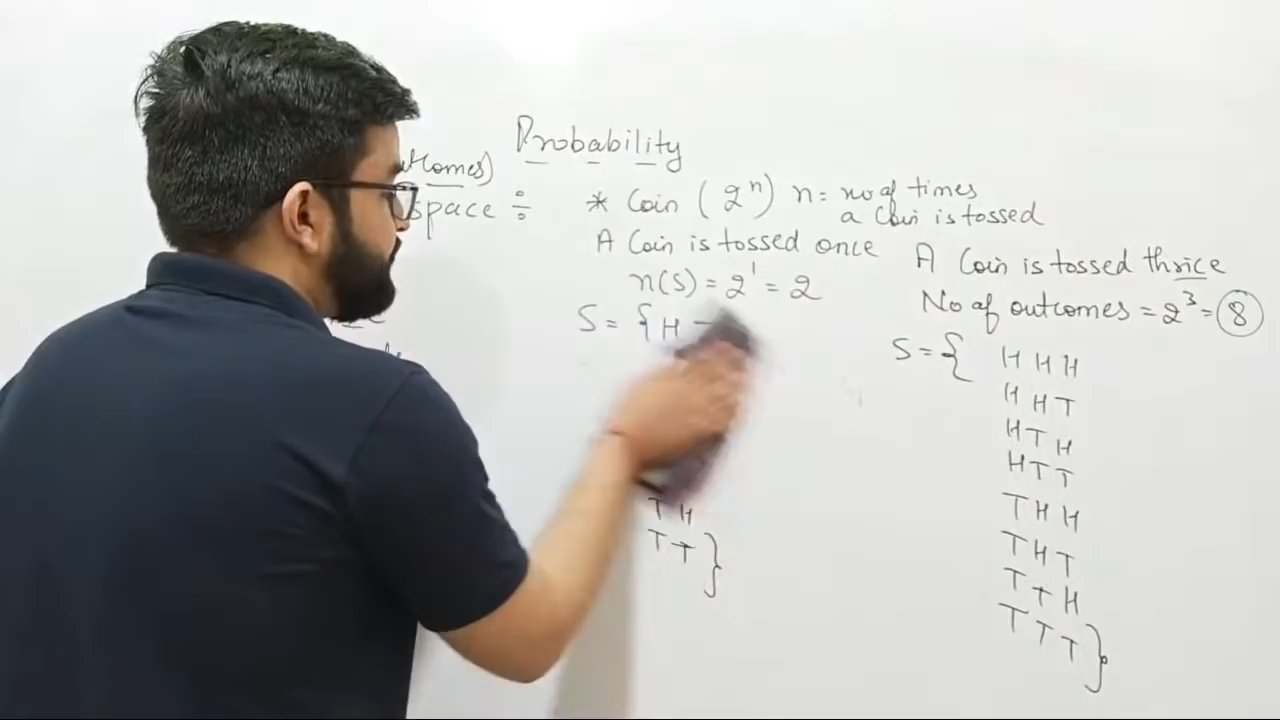 Probability
space ÷
* Coin (2ⁿ) n = no of times
a Coin is tossed
A Coin is tossed once
n(S) = 2¹ = 2
S = { H
T H
T T }
A Coin is tossed thrice
No of outcomes = 2³ = 8
S = { H H H
H H T
H T H
H T T
T H H
T H T
T T H
T T T }